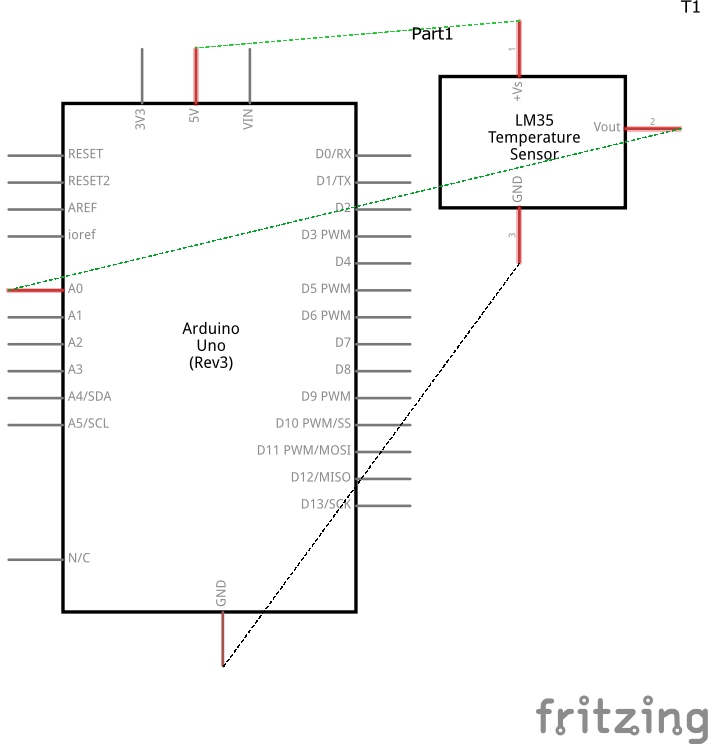 T1
Part1
3V3
5V
VIN
1
+Vs
LM35
Temperature
Sensor
Vout
2
GND
3
RESET
RESET2
AREF
ioref
A0
A1
A2
A3
A4/SDA
A5/SCL
N/C
Arduino
Uno
(Rev3)
D0/RX
D1/TX
D2
D3 PWM
D4
D5 PWM
D6 PWM
D7
D8
D9 PWM
D10 PWM/SS
D11 PWM/MOSI
D12/MISO
D13/SCK
GND
fritzing